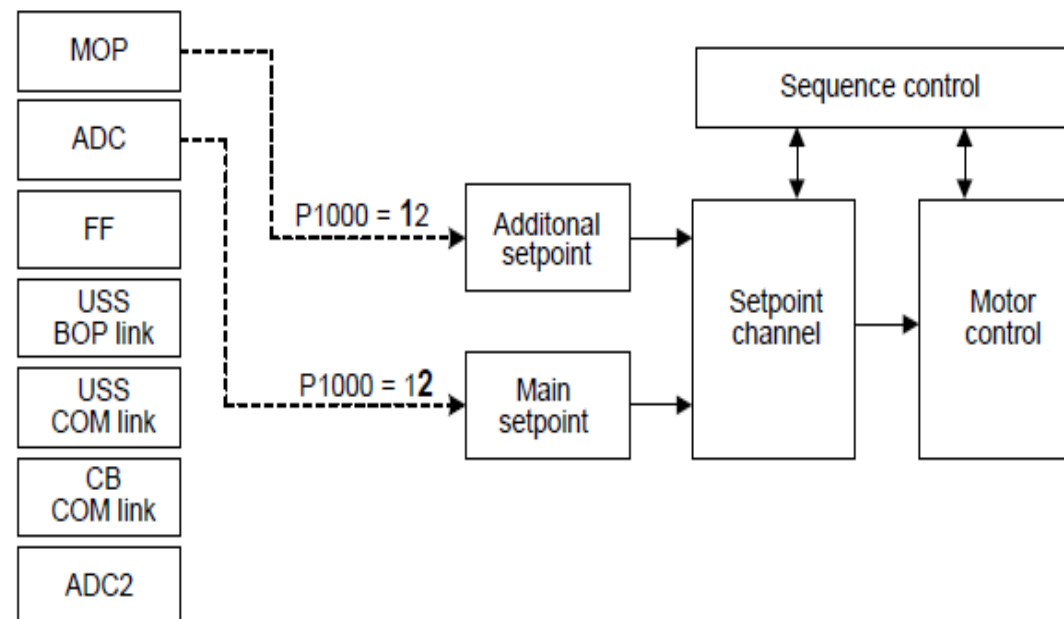 MOP
ADC
FF
USS
BOP link
USS
COM link
CB
COM link
ADC2
P1000 = 12
P1000 = 12
Additonal
setpoint
Main
setpoint
Sequence control
Setpoint
channel
Motor
control